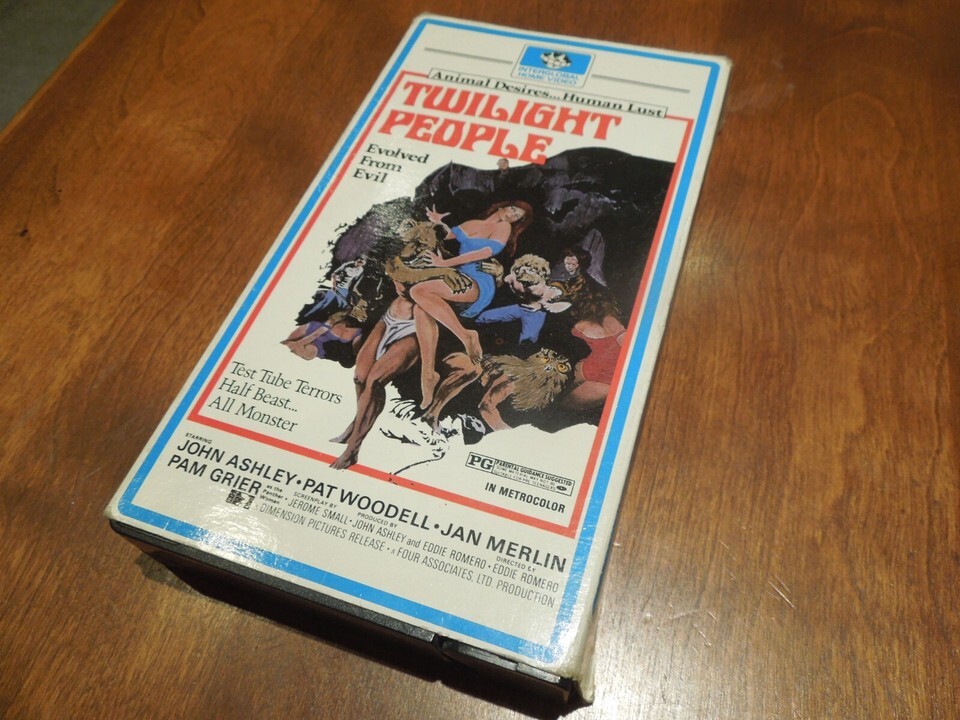 INTERGLOBAL
HOME VIDEO
Animal Desires... Human Lust
TWILIGHT
PEOPLE
Evolved
From
Evil
Test Tube Terrors
Half Beast...
All Monster
PG PARENTAL GUIDANCE SUGGESTED
IN METROCOLOR
STARRING
JOHN ASHLEY • PAT WOODELL • JAN MERLIN
PAM GRIER as the Panther Woman
SCREENPLAY BY JEROME SMALL • PRODUCED BY JOHN ASHLEY and EDDIE ROMERO • DIRECTED BY EDDIE ROMERO
A DIMENSION PICTURES RELEASE • A FOUR ASSOCIATES, LTD. PRODUCTION